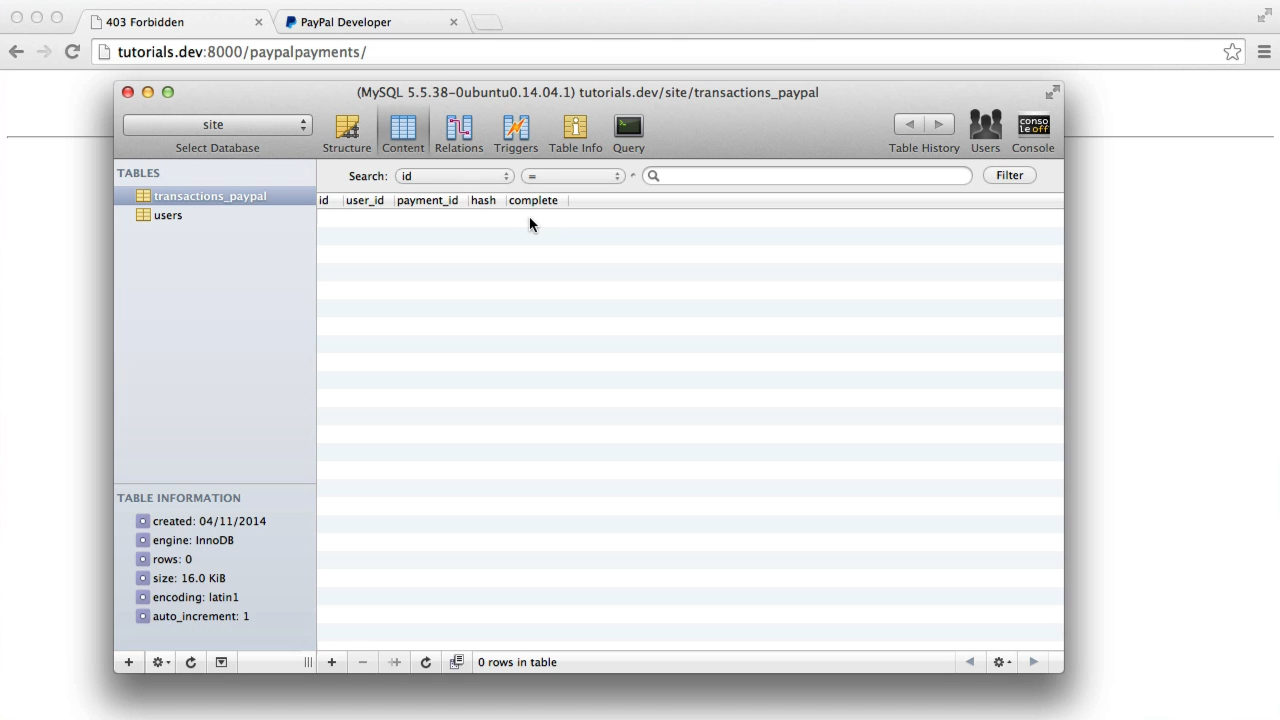 403 Forbidden
PayPal Developer
tutorials.dev:8000/paypalpayments/
(MySQL 5.5.38-0ubuntu0.14.04.1) tutorials.dev/site/transactions_paypal
site
Select Database
Structure
Content
Relations
Triggers
Table Info
Query
Table History
Users
conso
le off
Console
TABLES
transactions_paypal
users
Search:
id
=
Filter
id
user_id
payment_id
hash
complete
TABLE INFORMATION
created: 04/11/2014
engine: InnoDB
rows: 0
size: 16.0 KiB
encoding: latin1
auto_increment: 1
0 rows in table